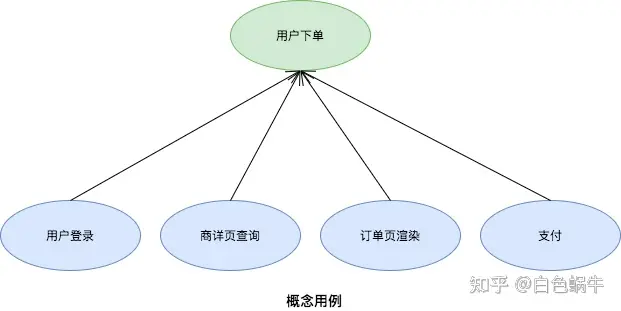 用户下单
用户登录
商详页查询
订单页渲染
支付
知乎 @白色蜗牛
概念用例